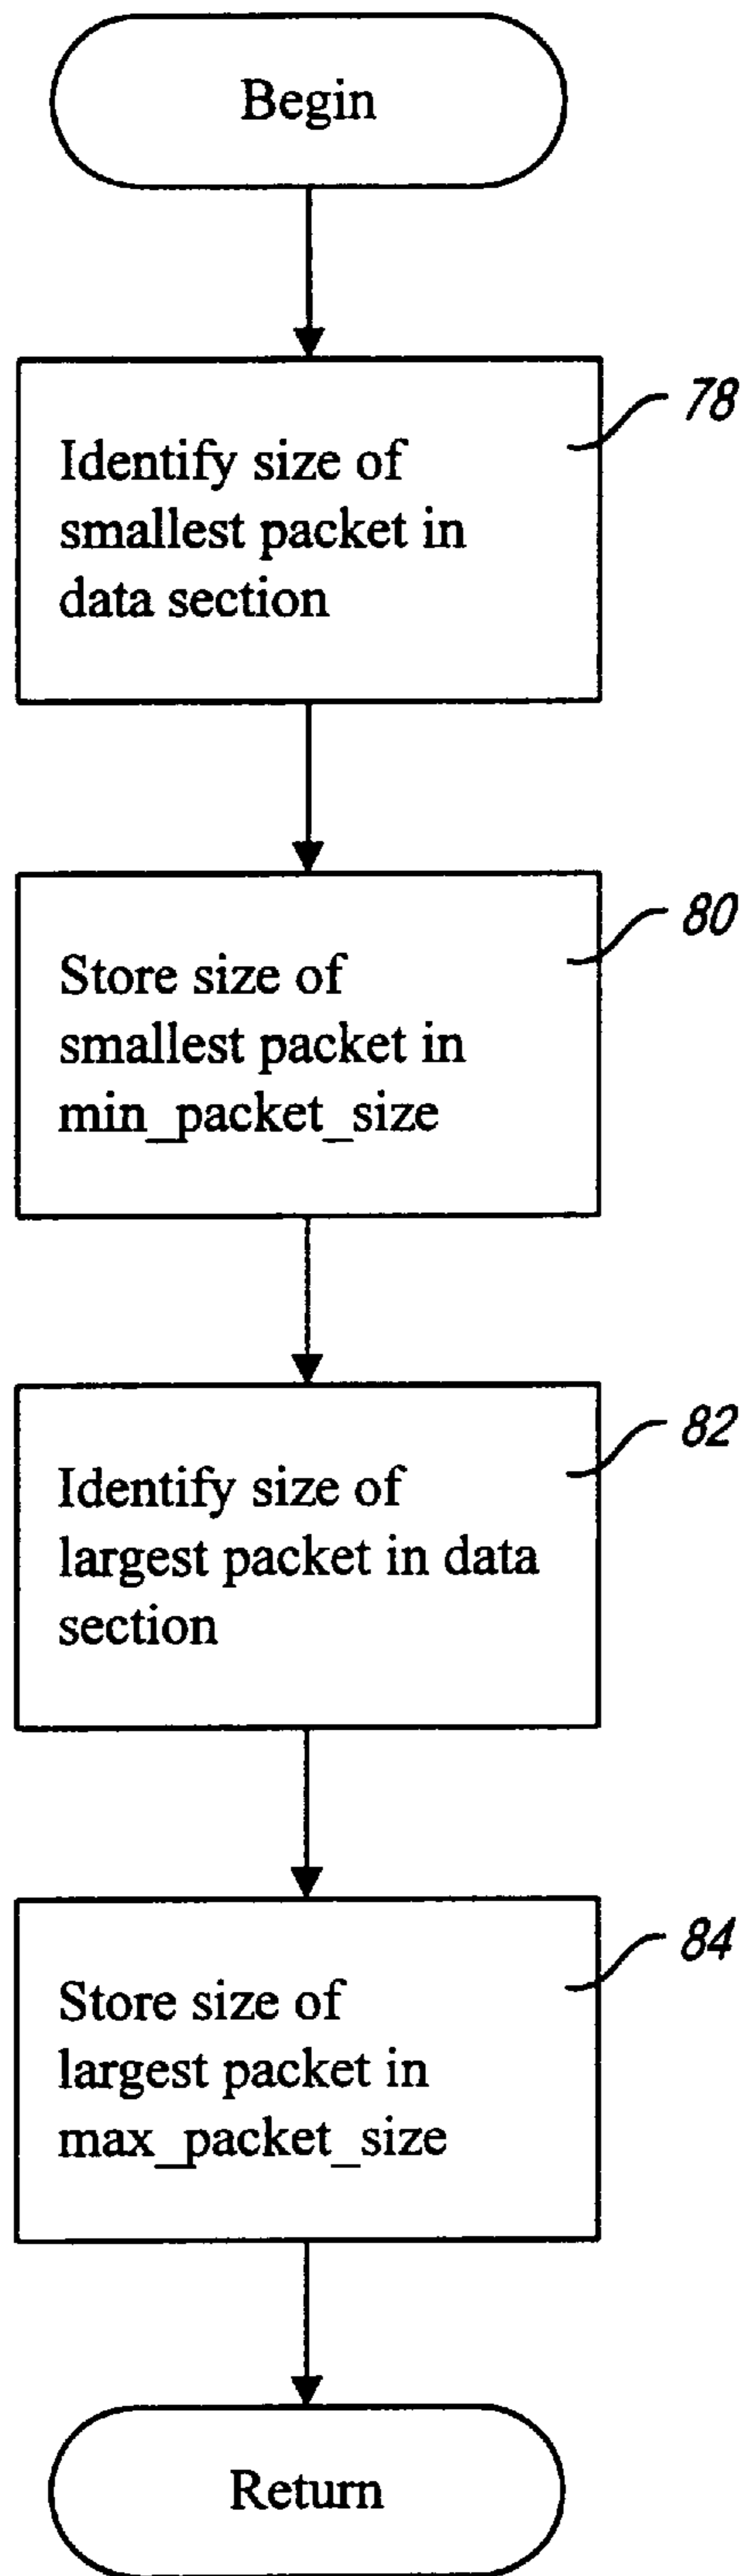 Begin
78
Identify size of
smallest packet in
data section
80
Store size of
smallest packet in
min_packet_size
82
Identify size of
largest packet in data
section
84
Store size of
largest packet in
max_packet_size
Return